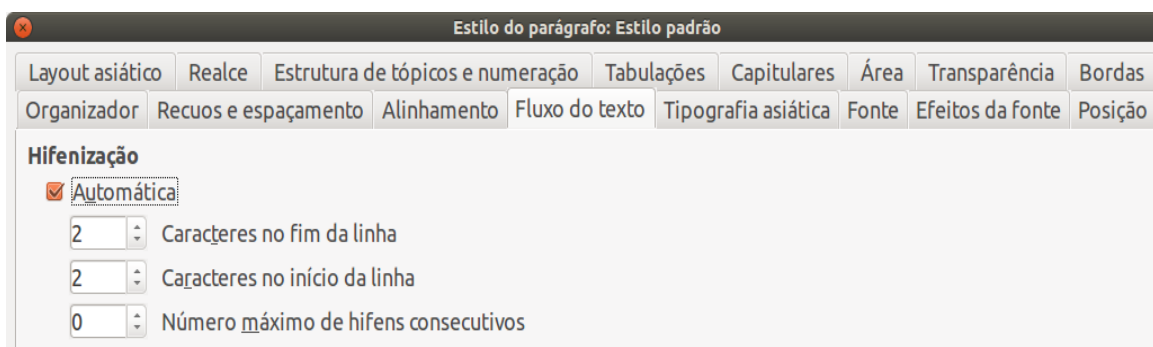 Estilo do parágrafo: Estilo padrão
Layout asiático Realce Estrutura de tópicos e numeração Tabulações Capitulares Área Transparência Bordas
Organizador Recuos e espaçamento Alinhamento Fluxo do texto Tipografia asiática Fonte Efeitos da fonte Posição
Hifenização
Automática
2 Caracteres no fim da linha
2 Caracteres no início da linha
0 Número máximo de hifens consecutivos